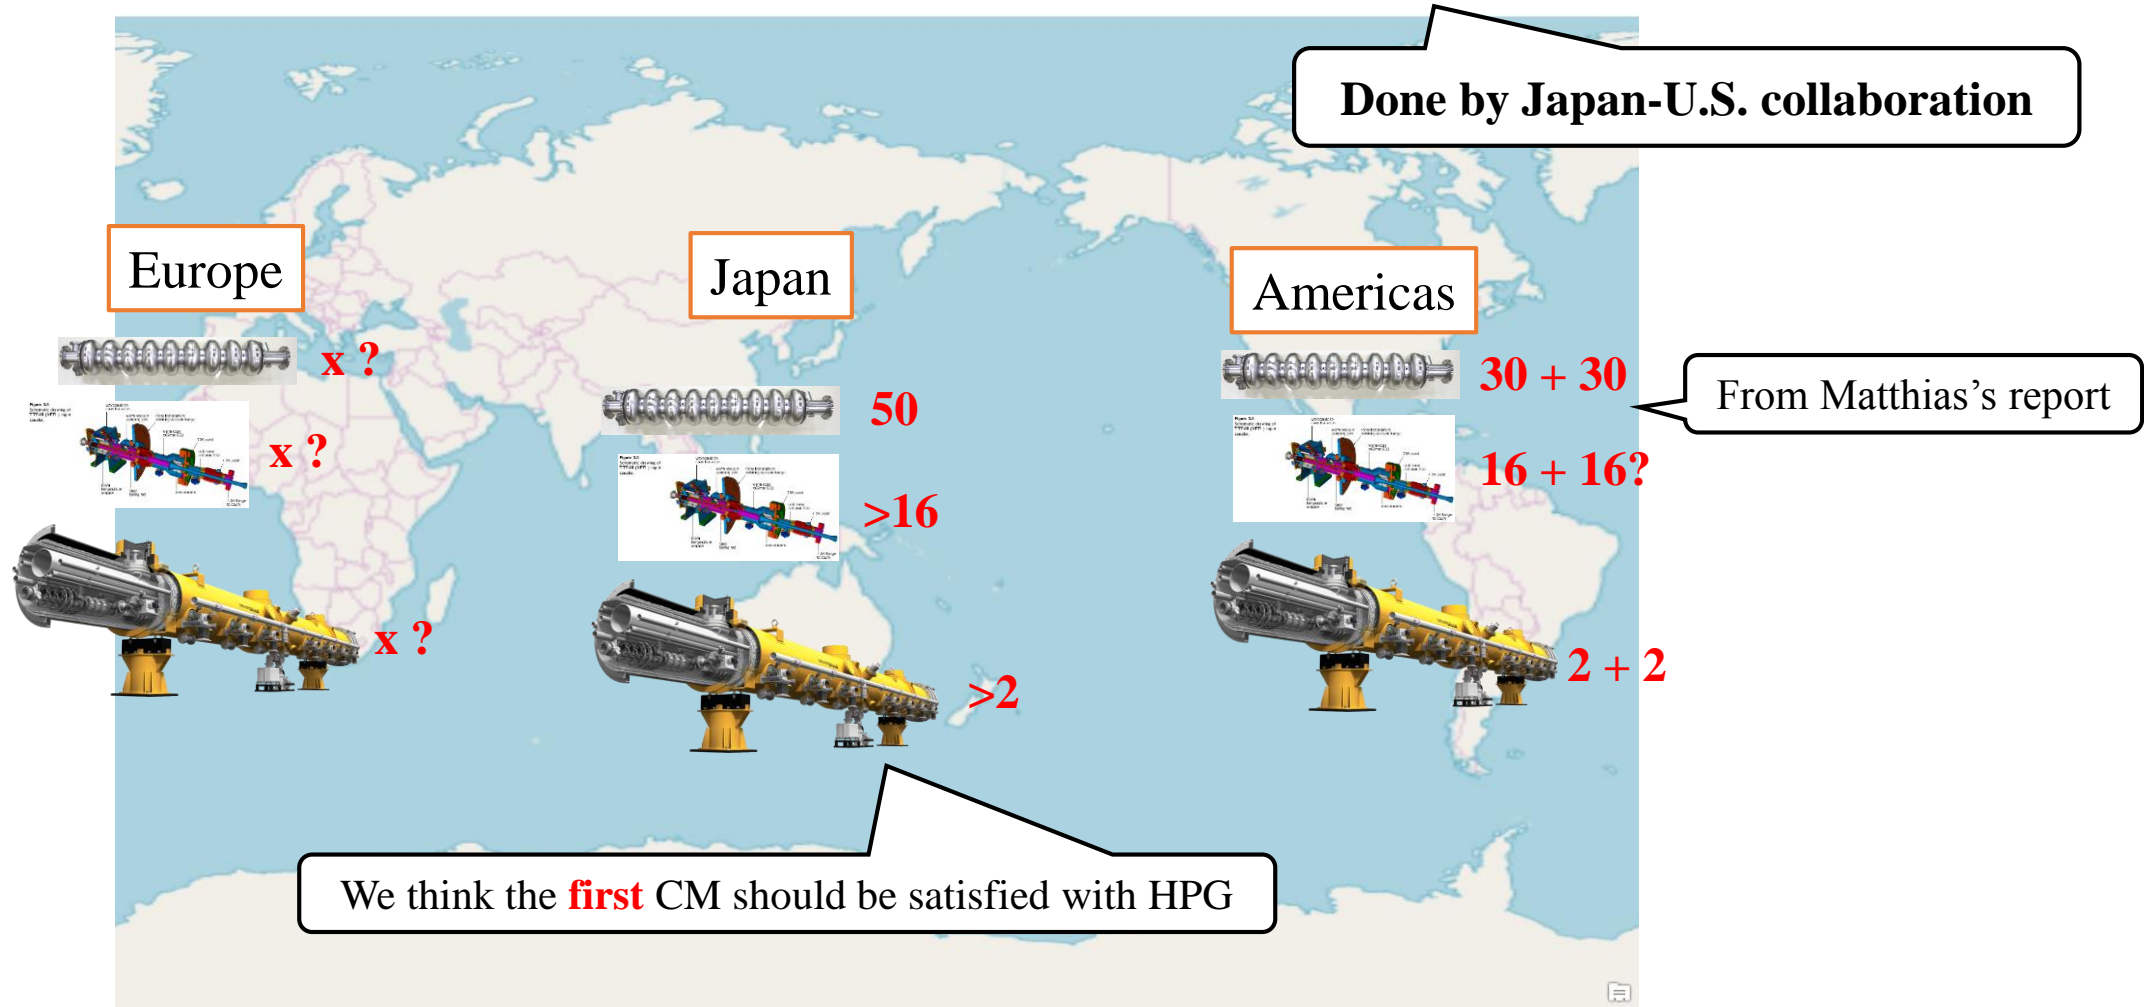 Done by Japan-U.S. collaboration
Europe
Japan
Americas
x ?
50
30 + 30
From Matthias’s report
x ?
>16
16 + 16?
x ?
>2
2 + 2
We think the first CM should be satisfied with HPG